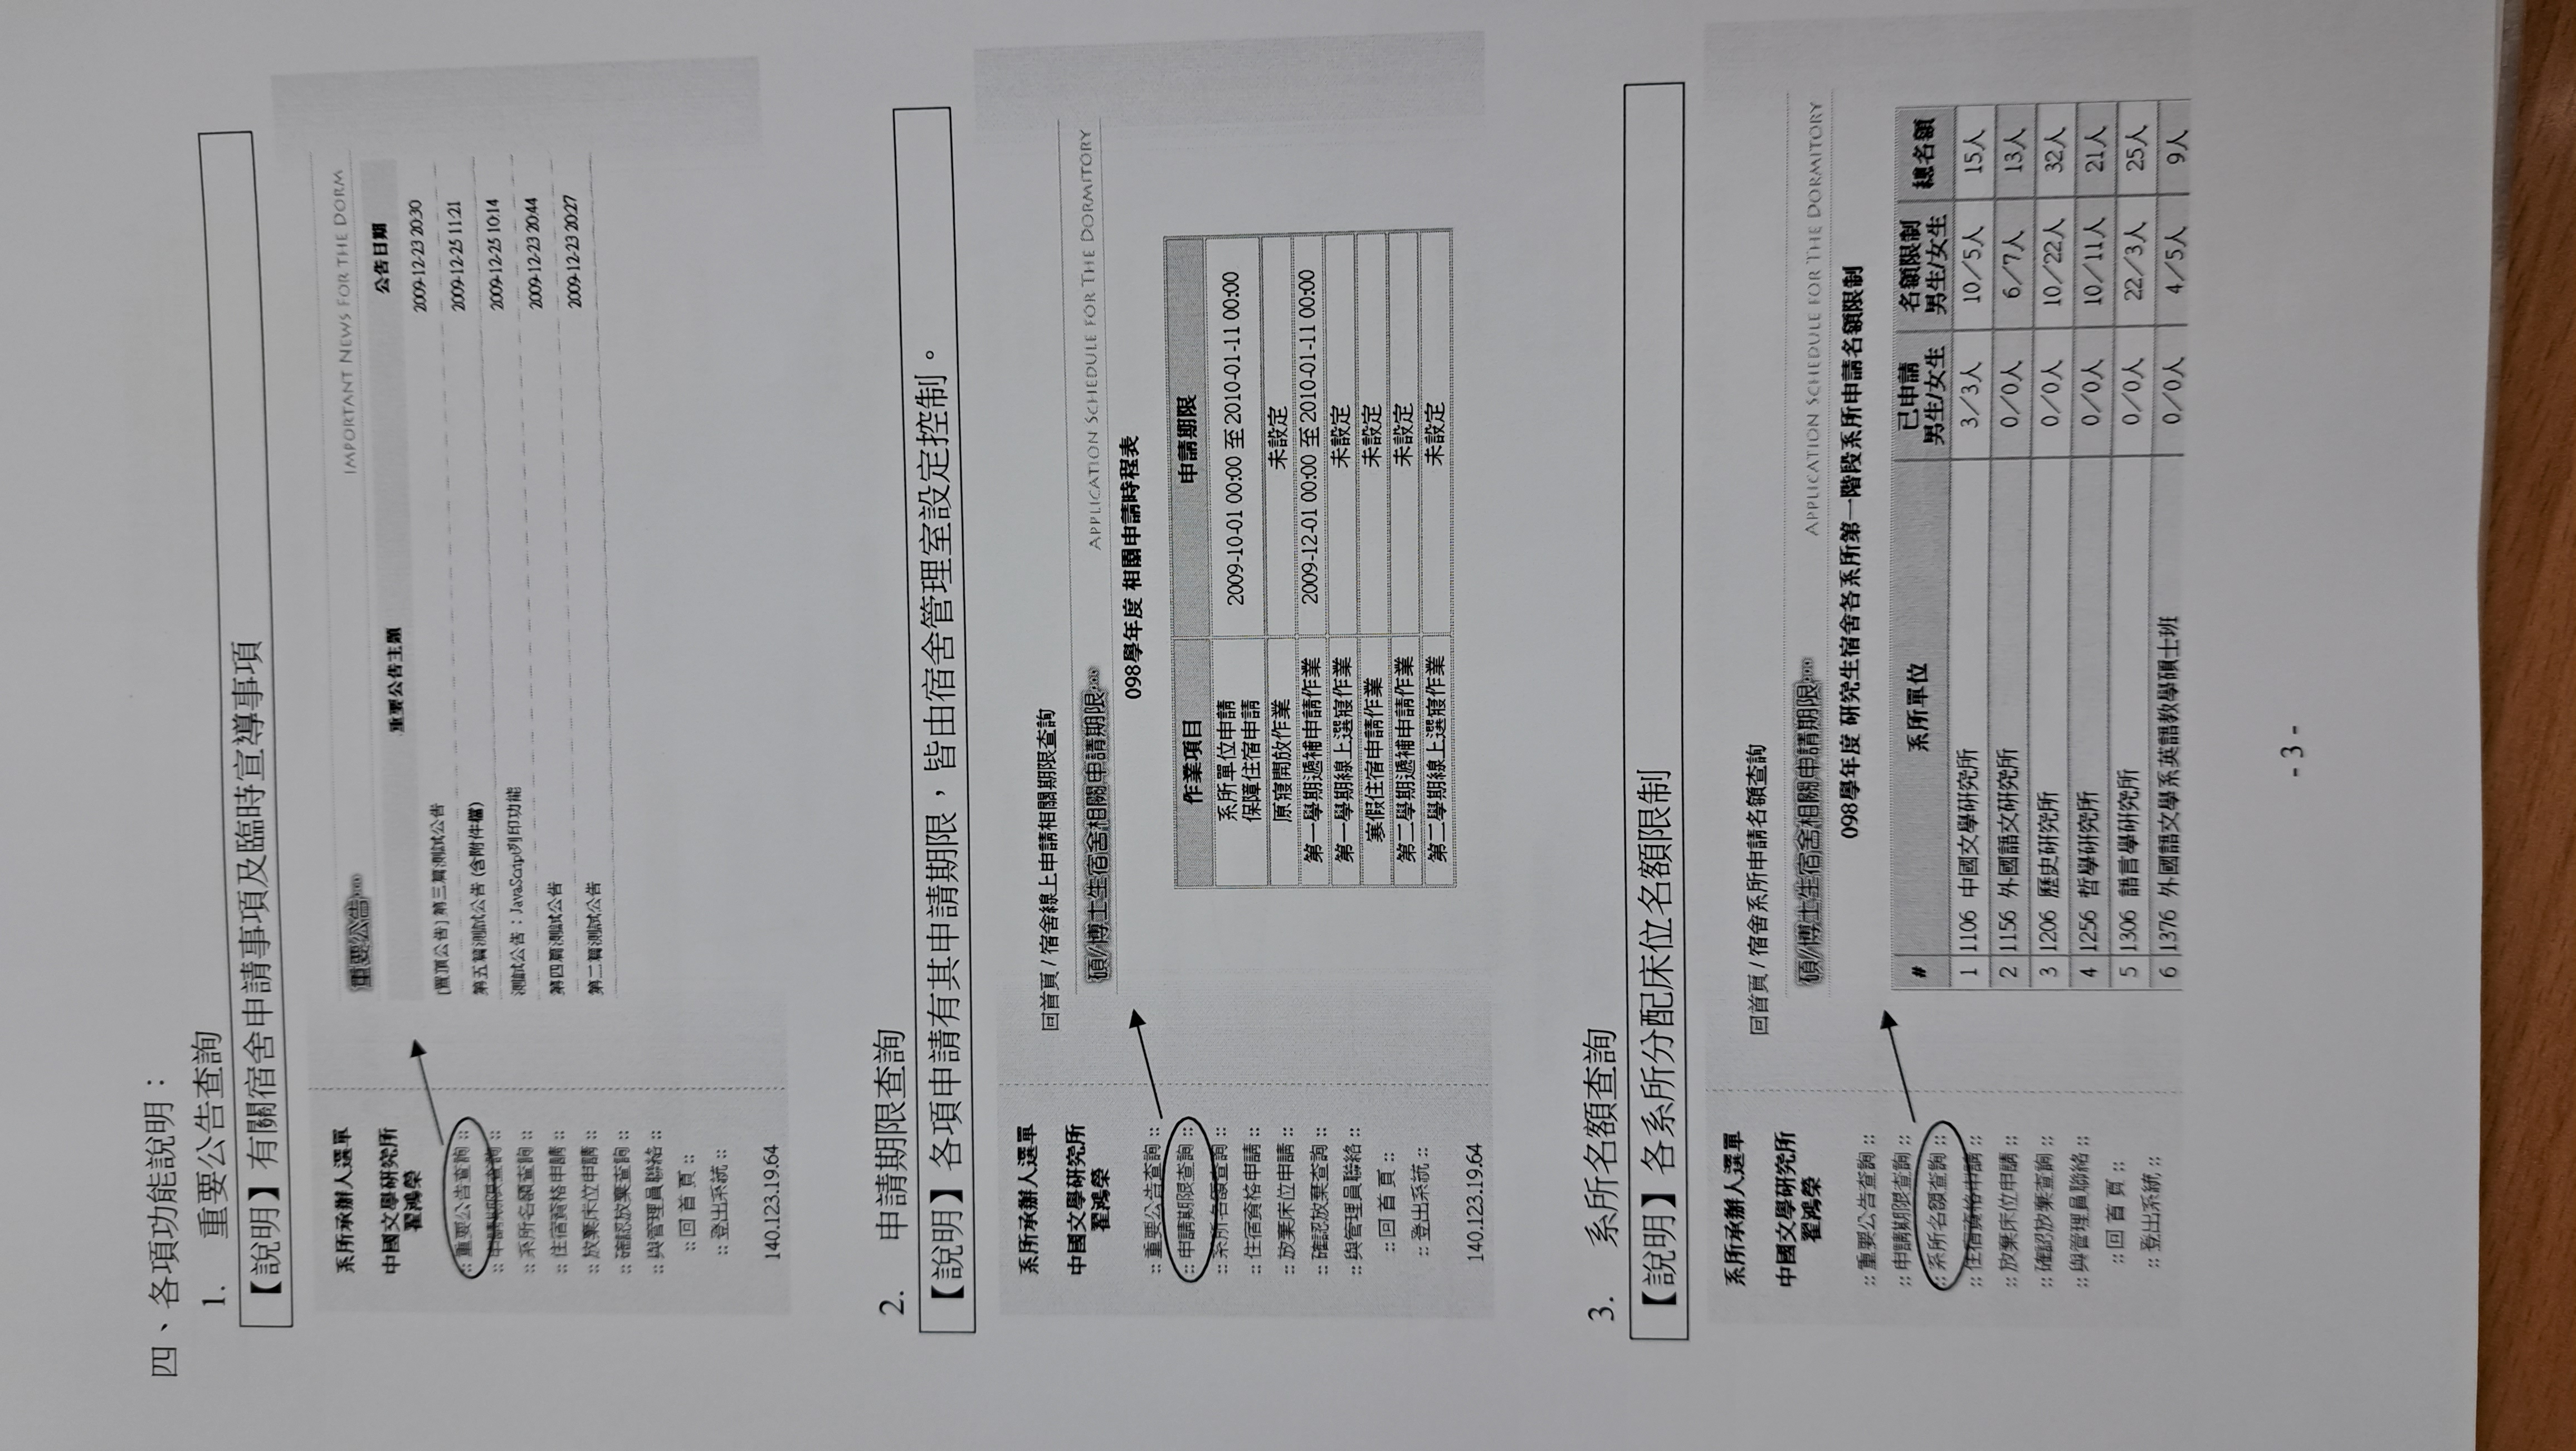 四、各項功能說明：
1. 重要公告查詢
【說明】有關宿舍申請事項及臨時宣導事項
系所承辦人選單
中國文學研究所
翟鴻榮
:: 重要公告查詢 ::
:: 申請期限查詢 ::
:: 系所名額查詢 ::
:: 住宿資格申請 ::
:: 放棄床位申請 ::
:: 確認放棄查詢 ::
:: 與管理員聯絡 ::
:: 回 首 頁 ::
:: 登出系統 ::
140.123.19.64
重要公告... IMPORTANT NEWS FOR THE DORM
重要公告主題 公告日期
[置頂公告] 第三篇測試公告 2009-12-23 20:30
第五篇測試公告 (含附件檔) 2009-12-25 11:21
測試公告：JavaScript列印功能 2009-12-25 10:14
第四篇測試公告 2009-12-23 20:44
第二篇測試公告 2009-12-23 20:27
2. 申請期限查詢
【說明】各項申請有其申請期限，皆由宿舍管理室設定控制。
系所承辦人選單
中國文學研究所
翟鴻榮
:: 重要公告查詢 ::
:: 申請期限查詢 ::
:: 系所名額查詢 ::
:: 住宿資格申請 ::
:: 放棄床位申請 ::
:: 確認放棄查詢 ::
:: 與管理員聯絡 ::
:: 回 首 頁 ::
:: 登出系統 ::
140.123.19.64
回首頁 / 宿舍線上申請相關期限查詢
碩/博士生宿舍相關申請期限... APPLICATION SCHEDULE FOR THE DORMITORY
098學年度 相關申請時程表
作業項目 申請期限
系所單位申請
保障住宿申請 2009-10-01 00:00 至 2010-01-11 00:00
原寢開放作業 未設定
第一學期遞補申請作業 2009-12-01 00:00 至 2010-01-11 00:00
第一學期線上選寢作業 未設定
寒假住宿申請作業 未設定
第二學期遞補申請作業 未設定
第二學期線上選寢作業 未設定
3. 系所名額查詢
【說明】各系所分配床位名額限制
系所承辦人選單
中國文學研究所
翟鴻榮
:: 重要公告查詢 ::
:: 申請期限查詢 ::
:: 系所名額查詢 ::
:: 住宿資格申請 ::
:: 放棄床位申請 ::
:: 確認放棄查詢 ::
:: 與管理員聯絡 ::
:: 回 首 頁 ::
:: 登出系統 ::
回首頁 / 宿舍系所申請名額查詢
碩/博士生宿舍相關申請期限... APPLICATION SCHEDULE FOR THE DORMITORY
098學年度 研究生宿舍各系所第一階段系所申請名額限制
# 系所單位 已申請 男生/女生 名額限制 男生/女生 總名額
1 1106 中國文學研究所 3／3人 10／5人 15人
2 1156 外國語文研究所 0／0人 6／7人 13人
3 1206 歷史研究所 0／0人 10／22人 32人
4 1256 哲學研究所 0／0人 10／11人 21人
5 1306 語言學研究所 0／0人 22／3人 25人
6 1376 外國語文學系英語教學碩士班 0／0人 4／5人 9人
- 3 -